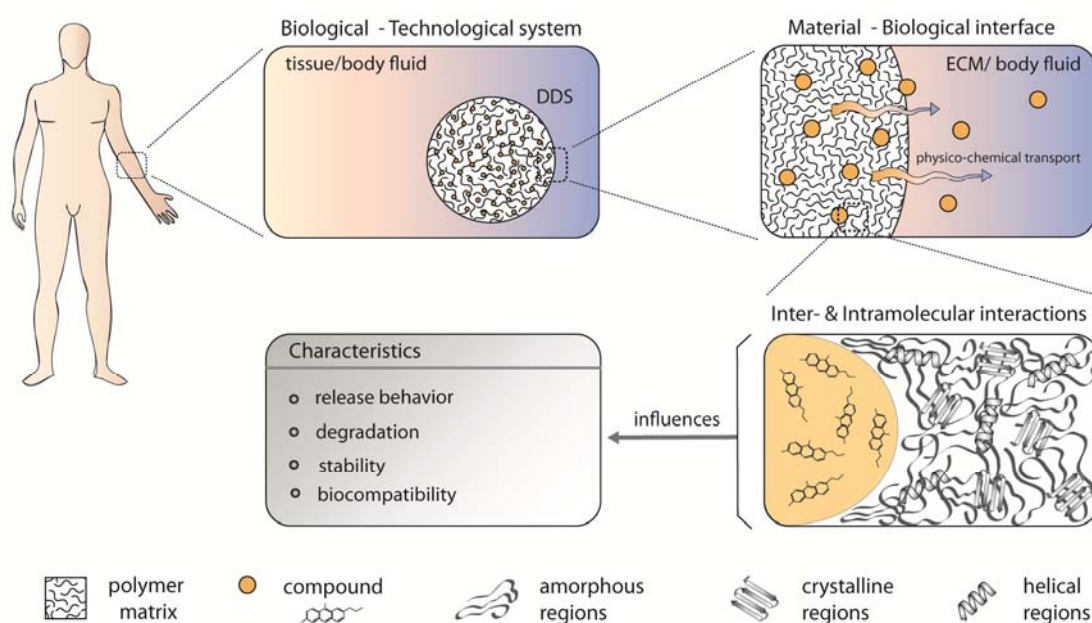 Biological - Technological system
tissue/body fluid
DDS
Material - Biological interface
ECM/ body fluid
physico-chemical transport
Inter- & Intramolecular interactions
influences
Characteristics
release behavior
degradation
stability
biocompatibility
polymer
matrix
compound
amorphous
regions
crystalline
regions
helical
regions